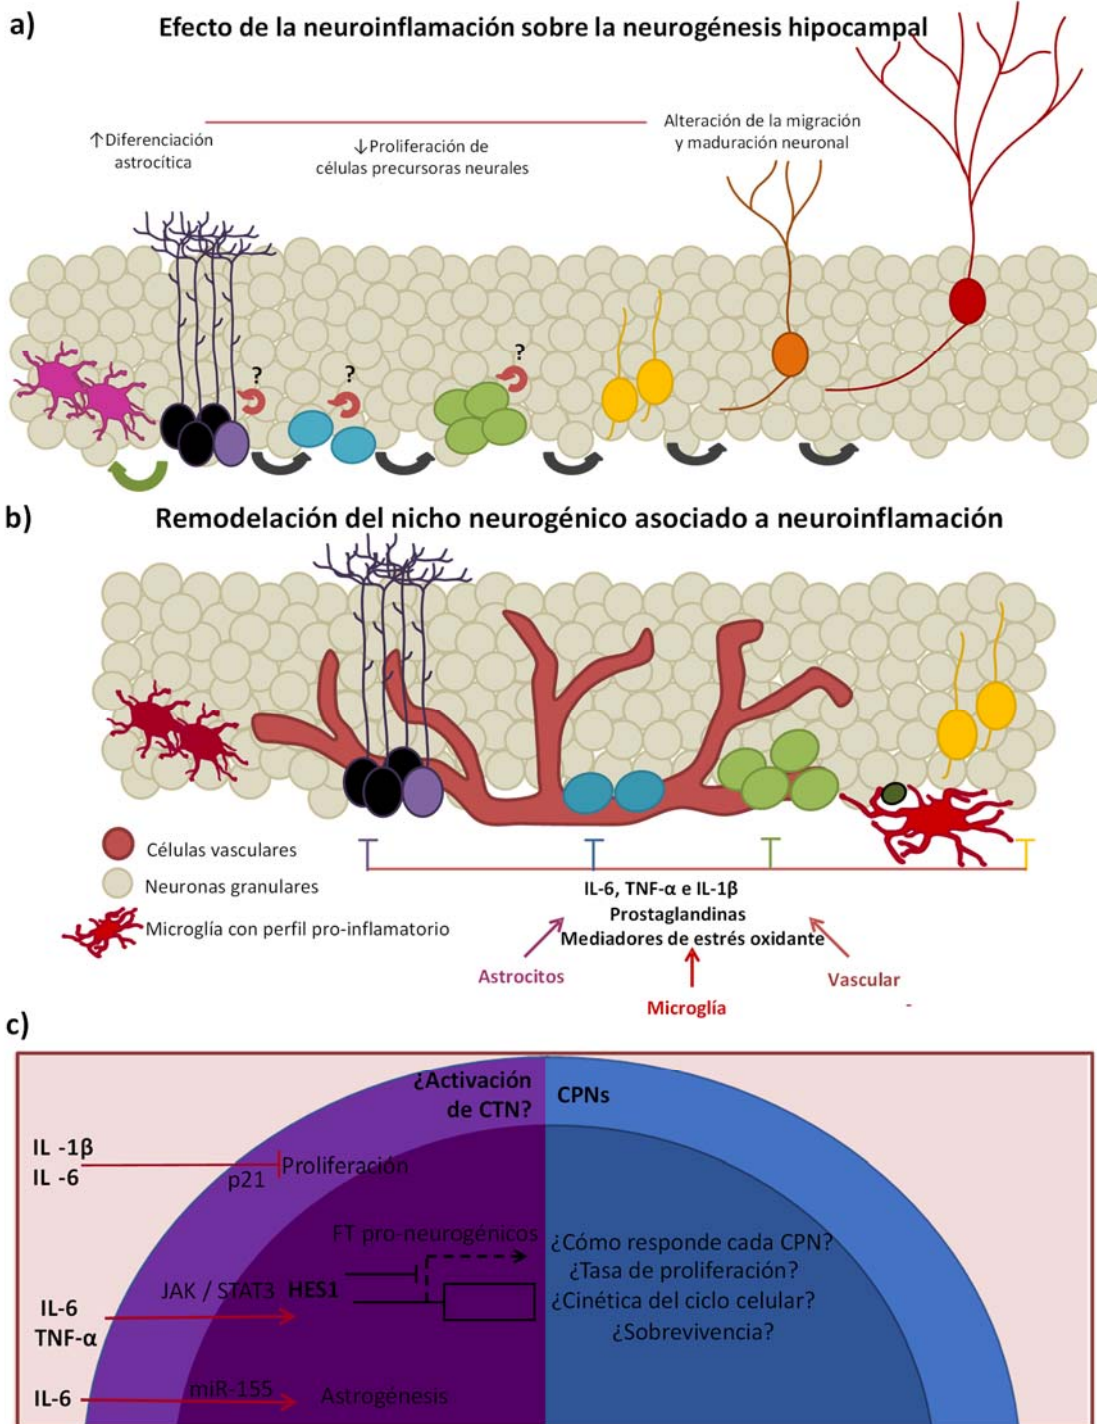 a)
Efecto de la neuroinflamación sobre la neurogénesis hipocampal
↑Diferenciación
astrocítica
↓Proliferación de
células precursoras neurales
Alteración de la migración
y maduración neuronal
?
?
?
b)
Remodelación del nicho neurogénico asociado a neuroinflamación
Células vasculares
Neuronas granulares
Microglía con perfil pro-inflamatorio
IL-6, TNF-α e IL-1β
Prostaglandinas
Mediadores de estrés oxidante
Astrocitos
Vascular
Microglía
c)
¿Activación
de CTN?
CPNs
IL -1β
IL -6
p21
Proliferación
FT pro-neurogénicos
JAK / STAT3
HES1
IL-6
TNF-α
IL-6
miR-155
Astrogénesis
¿Cómo responde cada CPN?
¿Tasa de proliferación?
¿Cinética del ciclo celular?
¿Sobrevivencia?